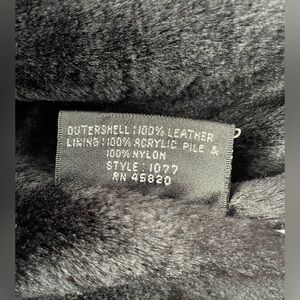 OUTERSHELL: 100% LEATHER
LINING: 100% ACRYLIC PILE &
100% NYLON
STYLE: 1077
RN 45820